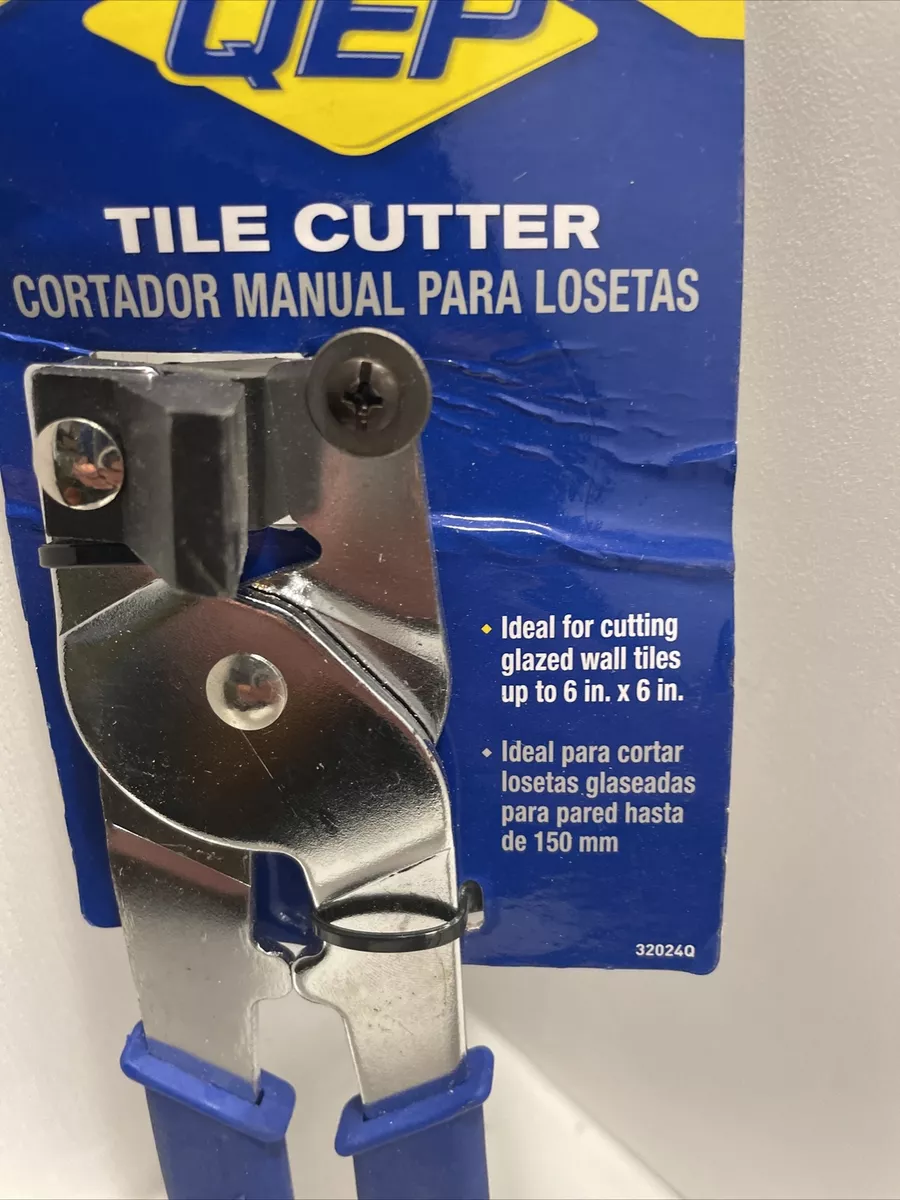 QEP
TILE CUTTER
CORTADOR MANUAL PARA LOSETAS
• Ideal for cutting
glazed wall tiles
up to 6 in. x 6 in.
• Ideal para cortar
losetas glaseadas
para pared hasta
de 150 mm
32024Q